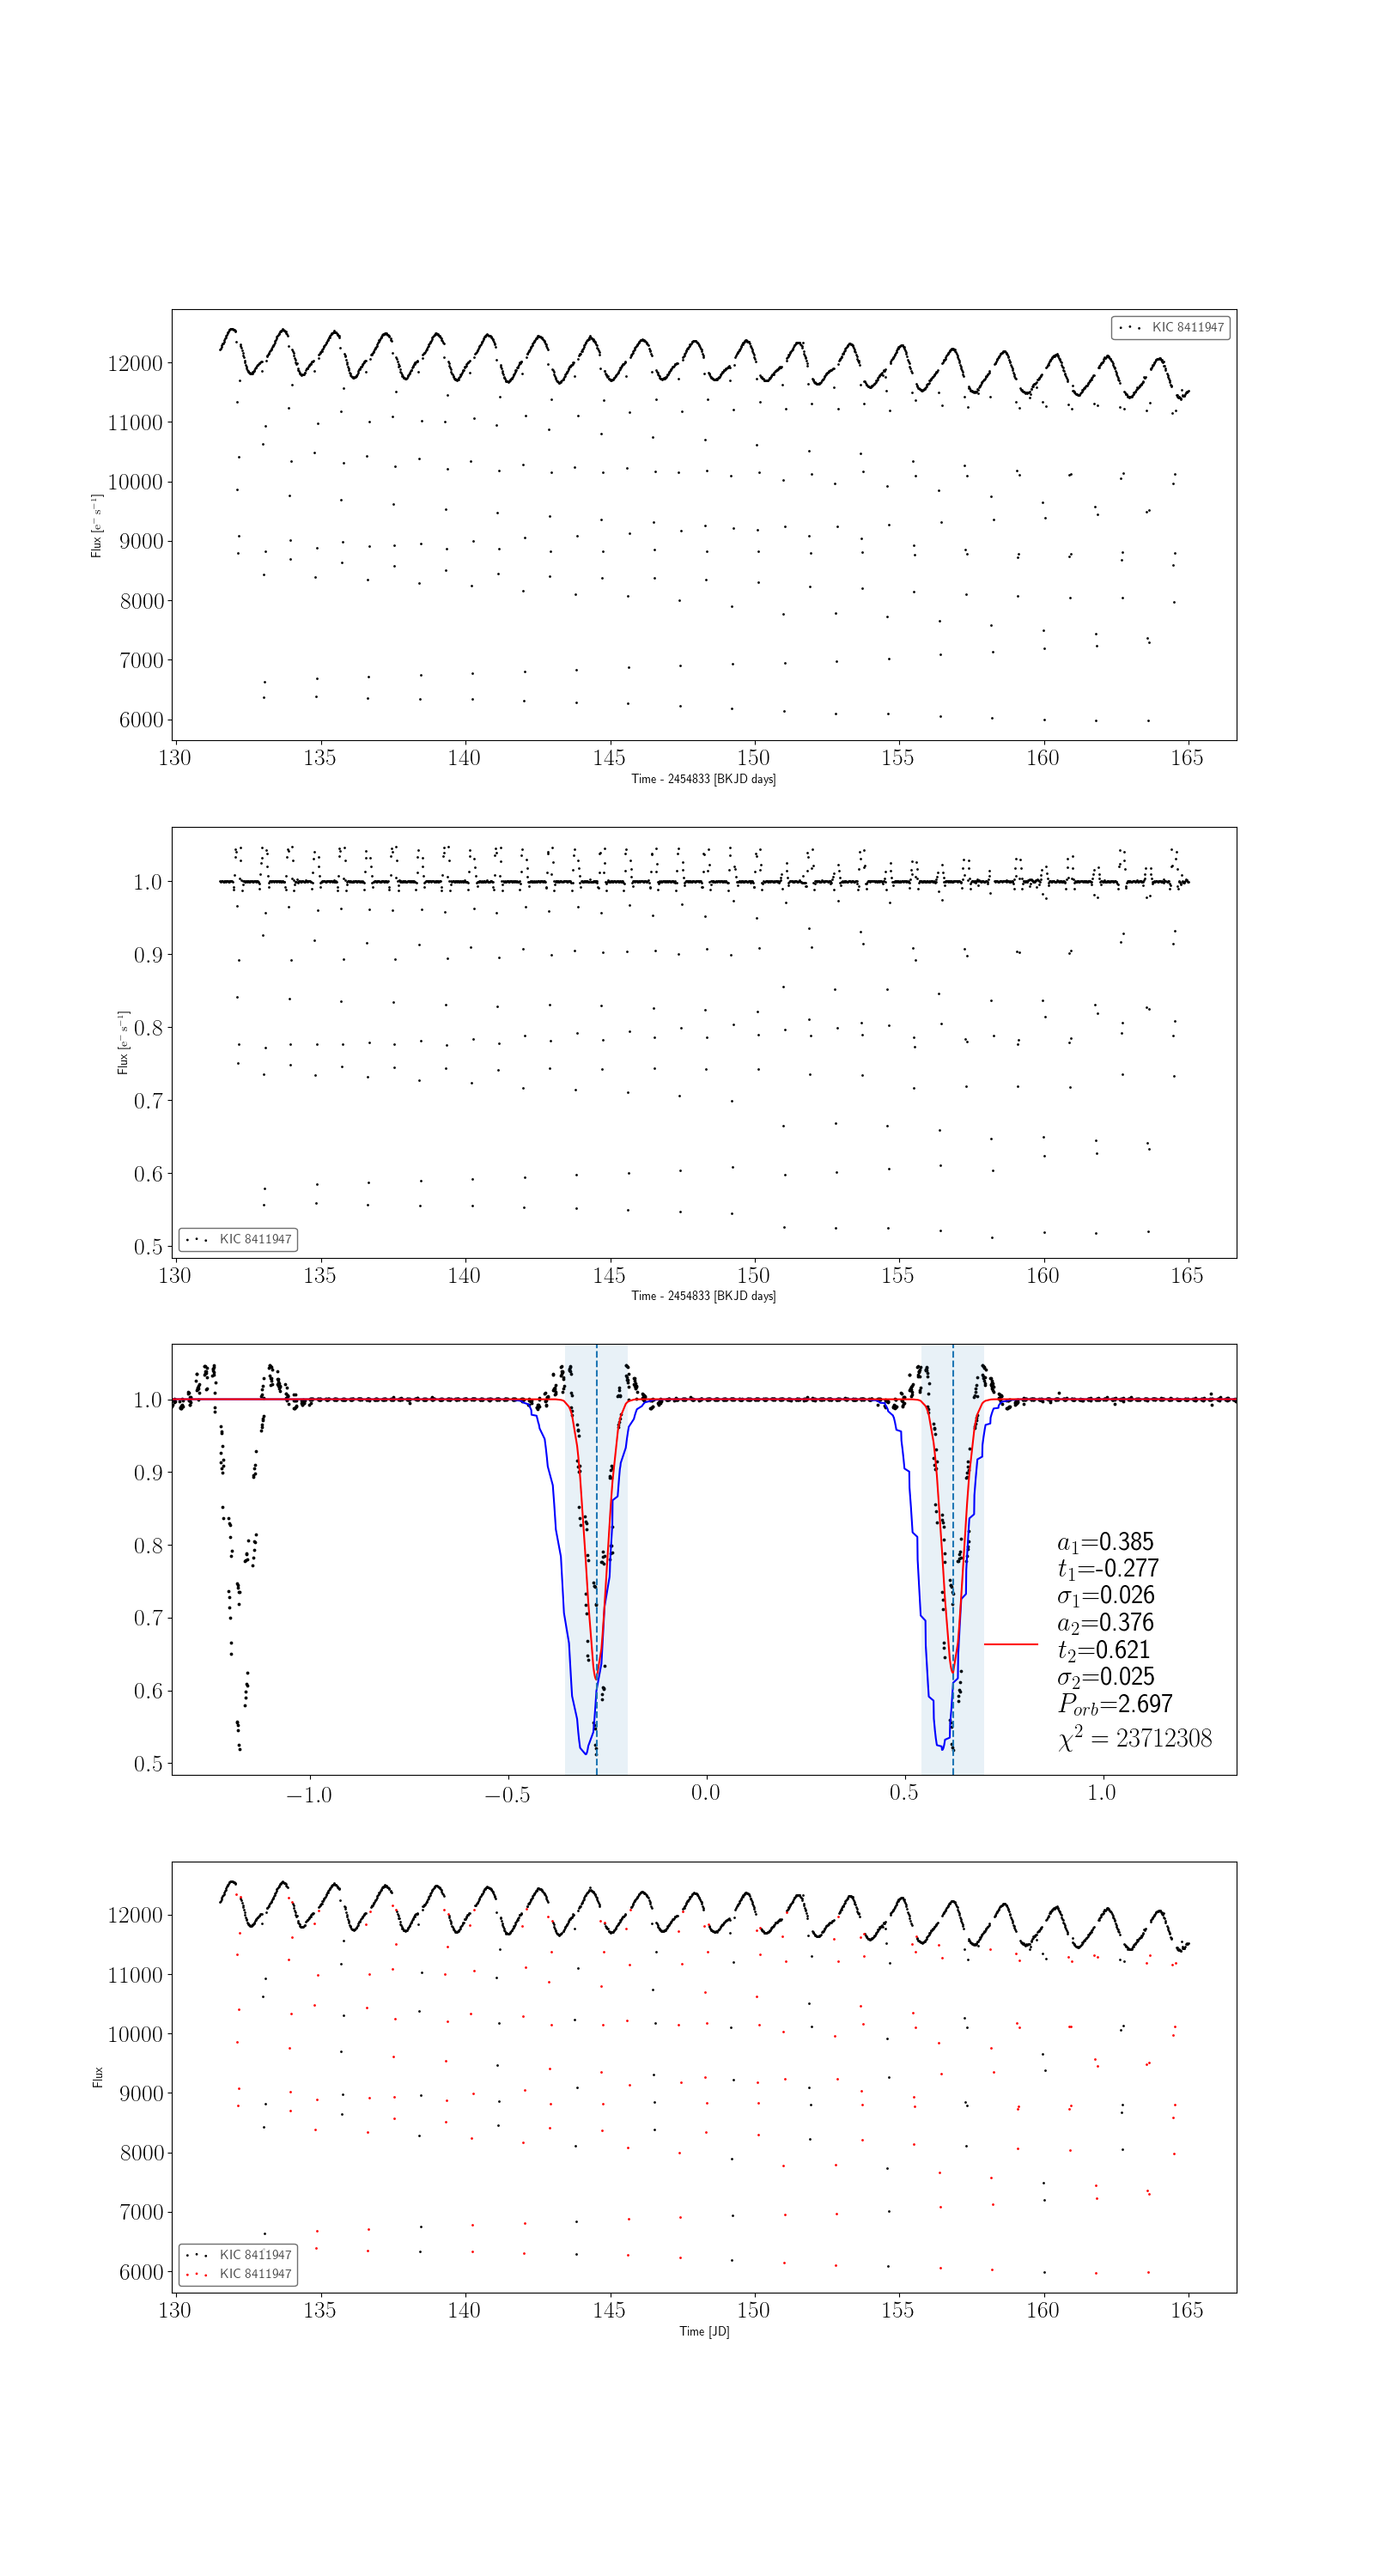 KIC 8411947
12000
11000
10000
9000
8000
7000
6000
Flux [e⁻ s⁻¹]
130 135 140 145 150 155 160 165
Time - 2454833 [BKJD days]
1.0
0.9
0.8
0.7
0.6
0.5
Flux [e⁻ s⁻¹]
KIC 8411947
130 135 140 145 150 155 160 165
Time - 2454833 [BKJD days]
1.0
0.9
0.8
0.7
0.6
0.5
a₁=0.385
t₁=-0.277
σ₁=0.026
a₂=0.376
t₂=0.621
σ₂=0.025
Pₒᵣb=2.697
χ² = 23712308
−1.0 −0.5 0.0 0.5 1.0
12000
11000
10000
9000
8000
7000
6000
Flux
KIC 8411947
KIC 8411947
130 135 140 145 150 155 160 165
Time [JD]